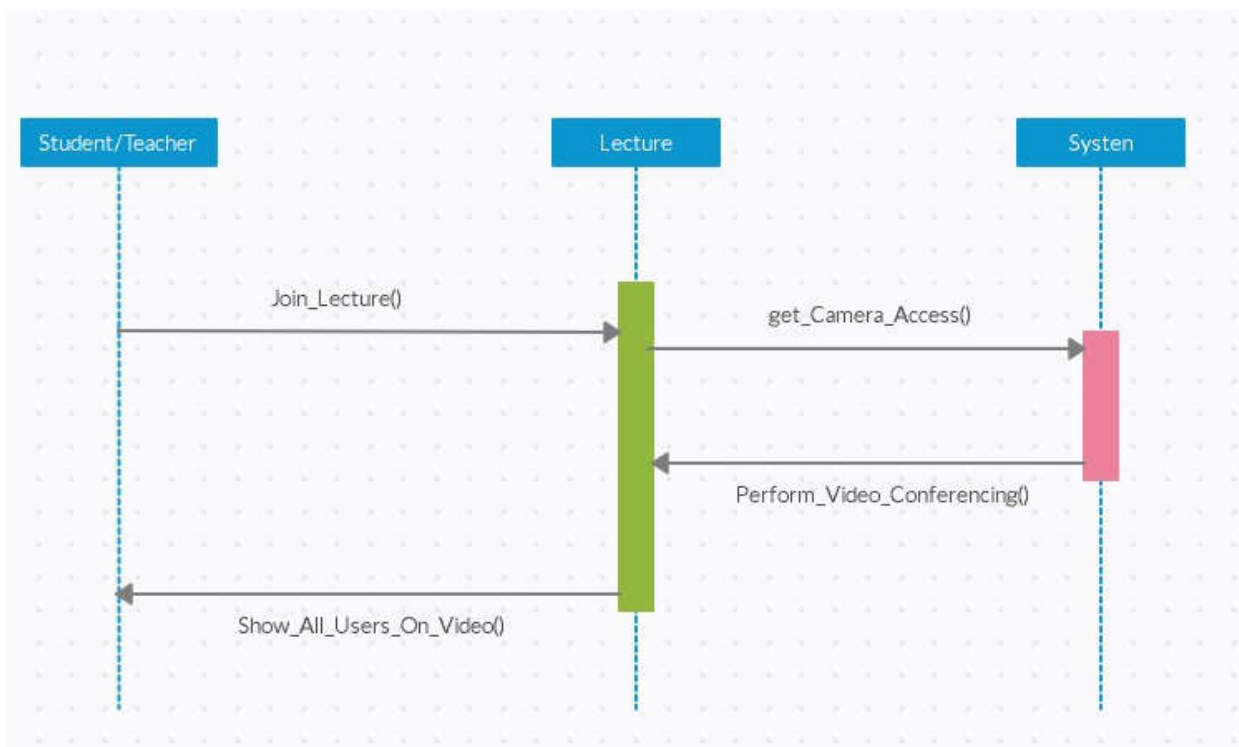 Student/Teacher
Lecture
Systen
Join_Lecture()
get_Camera_Access()
Perform_Video_Conferencing()
Show_All_Users_On_Video()